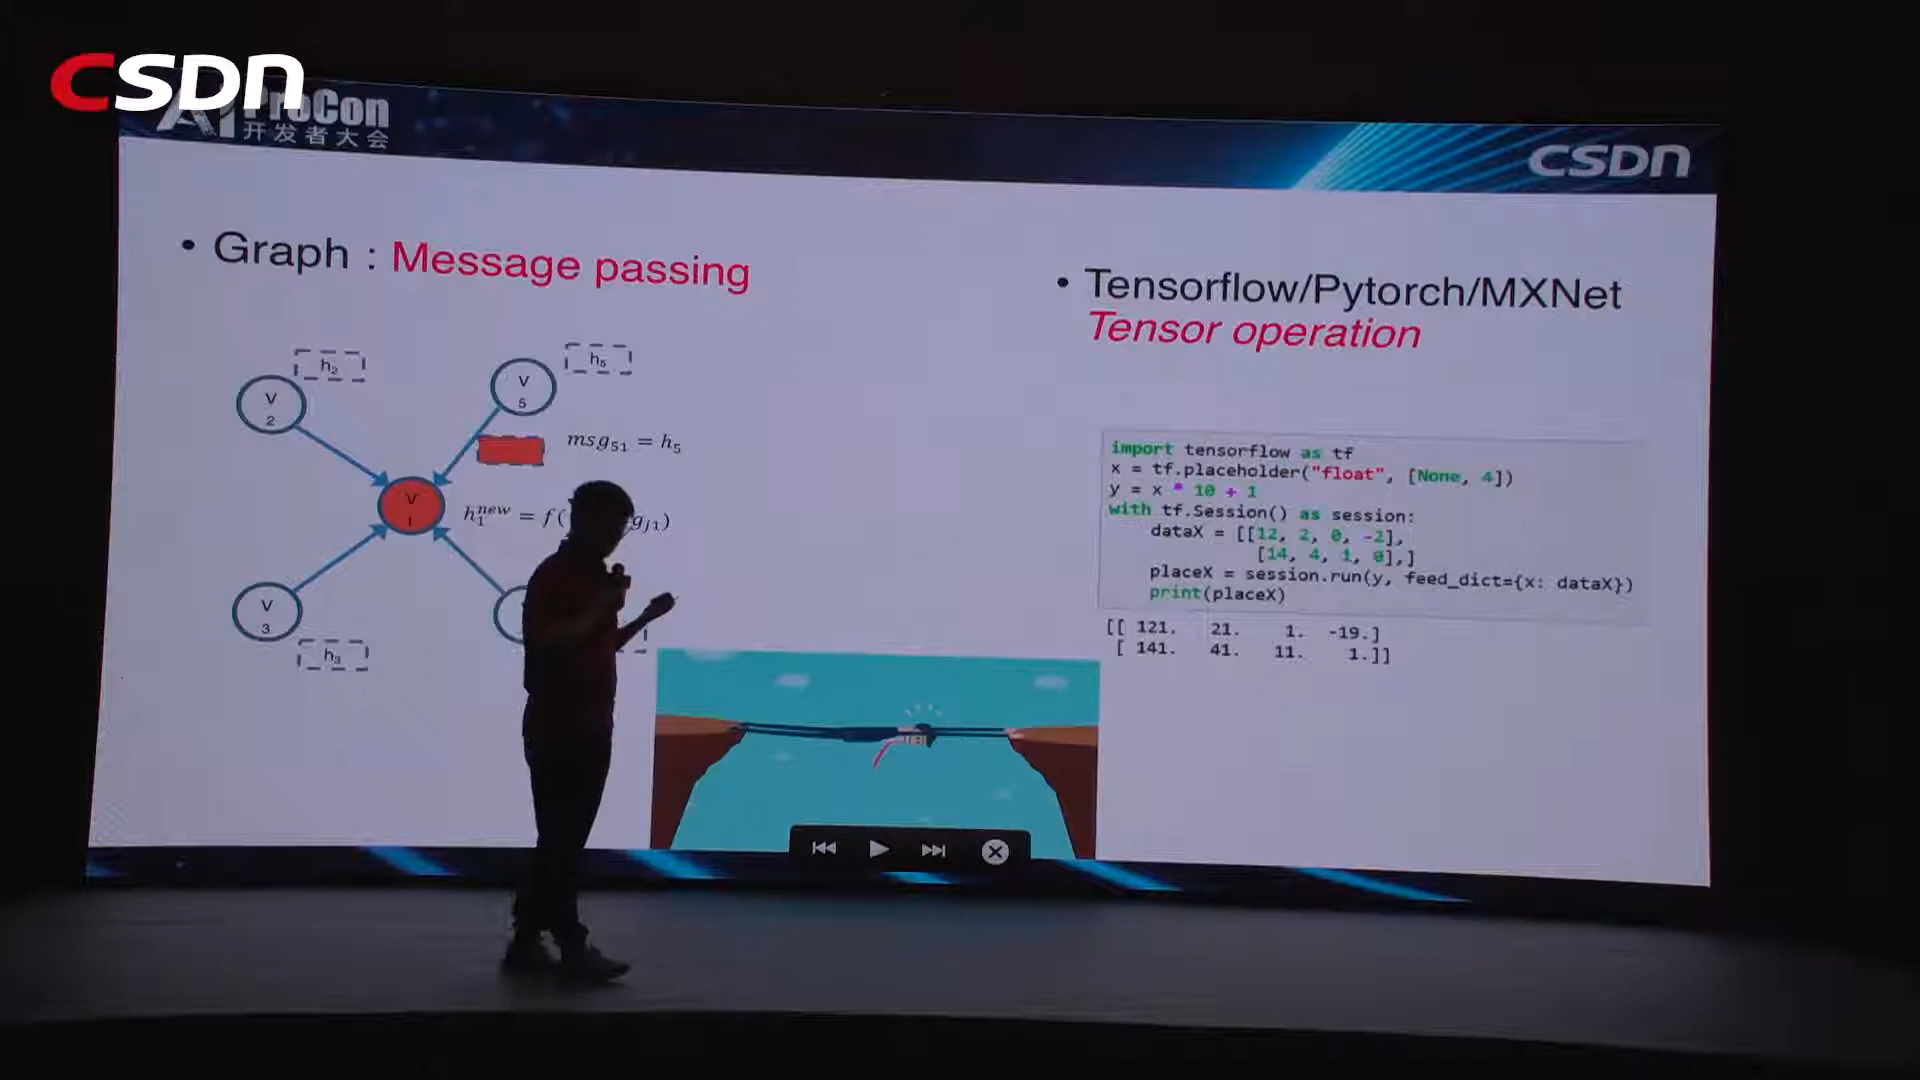 CSDN
AI ProCon
开发者大会
CSDN
• Graph : Message passing
h₂
V
2
h₅
V
5
msg₅₁ = h₅
V
1
h₁ⁿᵉʷ = f(
gⱼ₁)
V
3
h₃
• Tensorflow/Pytorch/MXNet
Tensor operation
import tensorflow as tf
x = tf.placeholder("float", [None, 4])
y = x * 10 + 1
with tf.Session() as session:
dataX = [[12, 2, 0, -2],
[14, 4, 1, 0],]
placeX = session.run(y, feed_dict={x: dataX})
print(placeX)
[[ 121. 21. 1. -19.]
[ 141. 41. 11. 1.]]